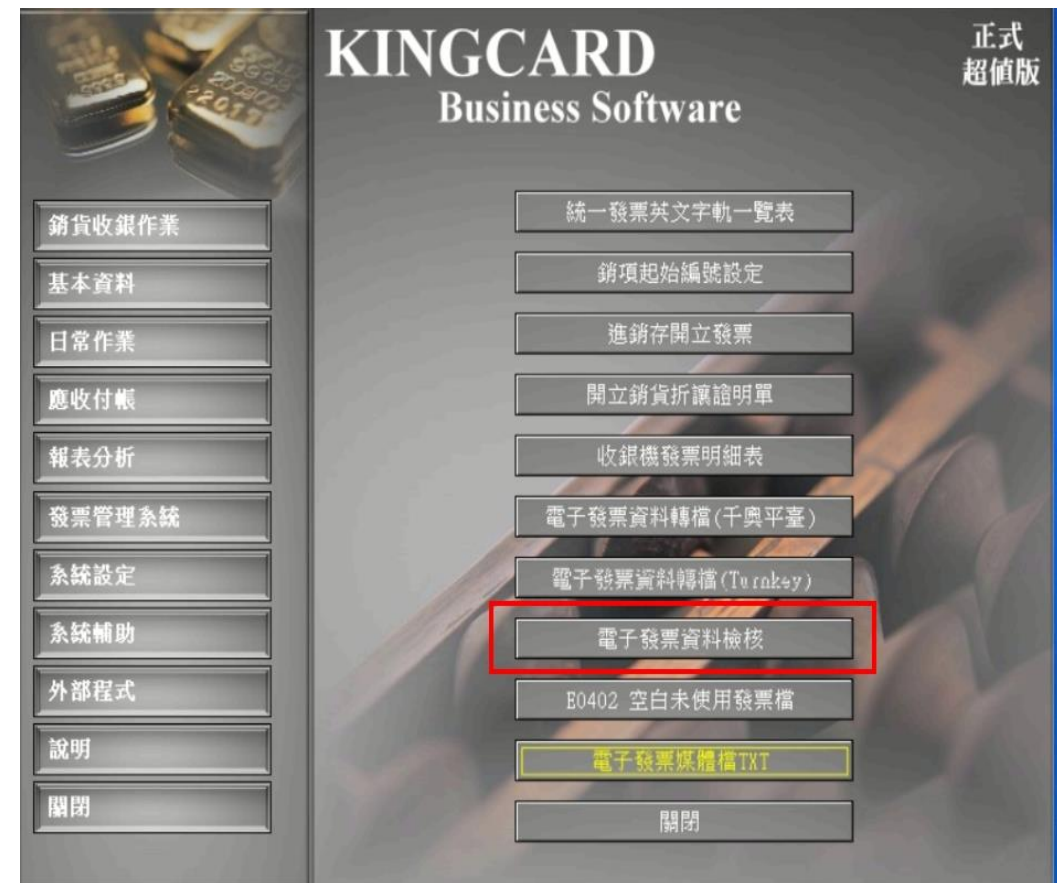 KINGCARD
Business Software
正式
超值版
銷貨收銀作業
基本資料
日常作業
應收付帳
報表分析
發票管理系統
系統設定
系統輔助
外部程式
說明
關閉
統一發票英文字軌一覽表
銷項起始編號設定
進銷存開立發票
開立銷貨折讓證明單
收銀機發票明細表
電子發票資料轉檔(千奧平臺)
電子發票資料轉檔(Turnkey)
電子發票資料檢核
E0402 空白未使用發票檔
電子發票媒體檔TXT
關閉